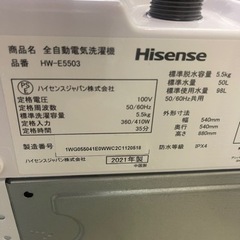 商品名 全自動電気洗濯機
品番 HW-E5503
Hisense
定格電圧 100V
定格周波数 50/60Hz共用
標準洗濯容量 5.5kg
定格入力 360/410W
定格時間 35分
ハイセンスジャパン株式会社
標準脱水容量 5.5kg
標準水量 50L
標準使用水量 98L
外形寸法
幅 540mm
奥行 540mm
高さ 880mm
防水等級 IPX4
製造番号
ハイセンスジャパン株式会社
2021年製
中国製